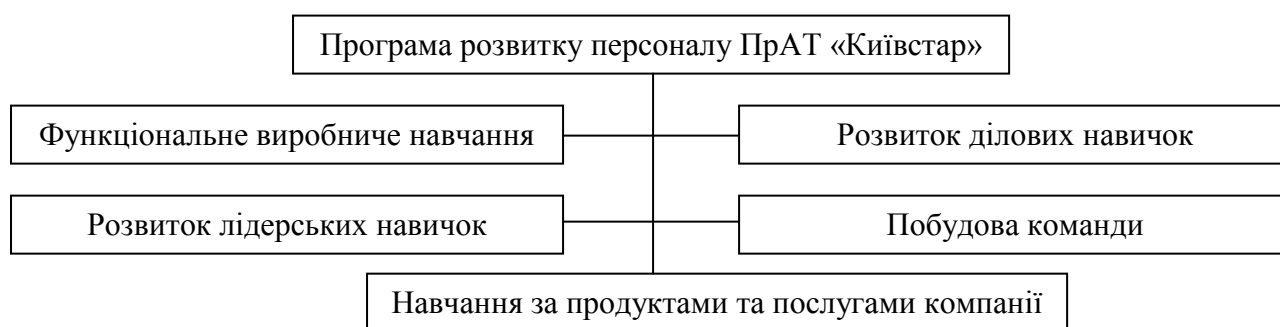 Програма розвитку персоналу ПрАТ «Київстар»
Функціональне виробниче навчання
Розвиток ділових навичок
Розвиток лідерських навичок
Побудова команди
Навчання за продуктами та послугами компанії